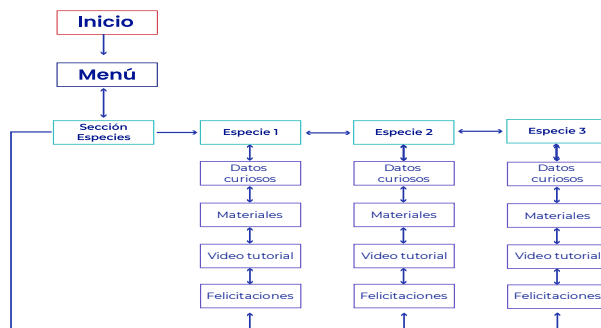 Inicio
Menú
Sección
Especies
Especie 1
Especie 2
Especie 3
Datos
curiosos
Datos
curiosos
Datos
curiosos
Materiales
Materiales
Materiales
Video tutorial
Video tutorial
Video tutorial
Felicitaciones
Felicitaciones
Felicitaciones